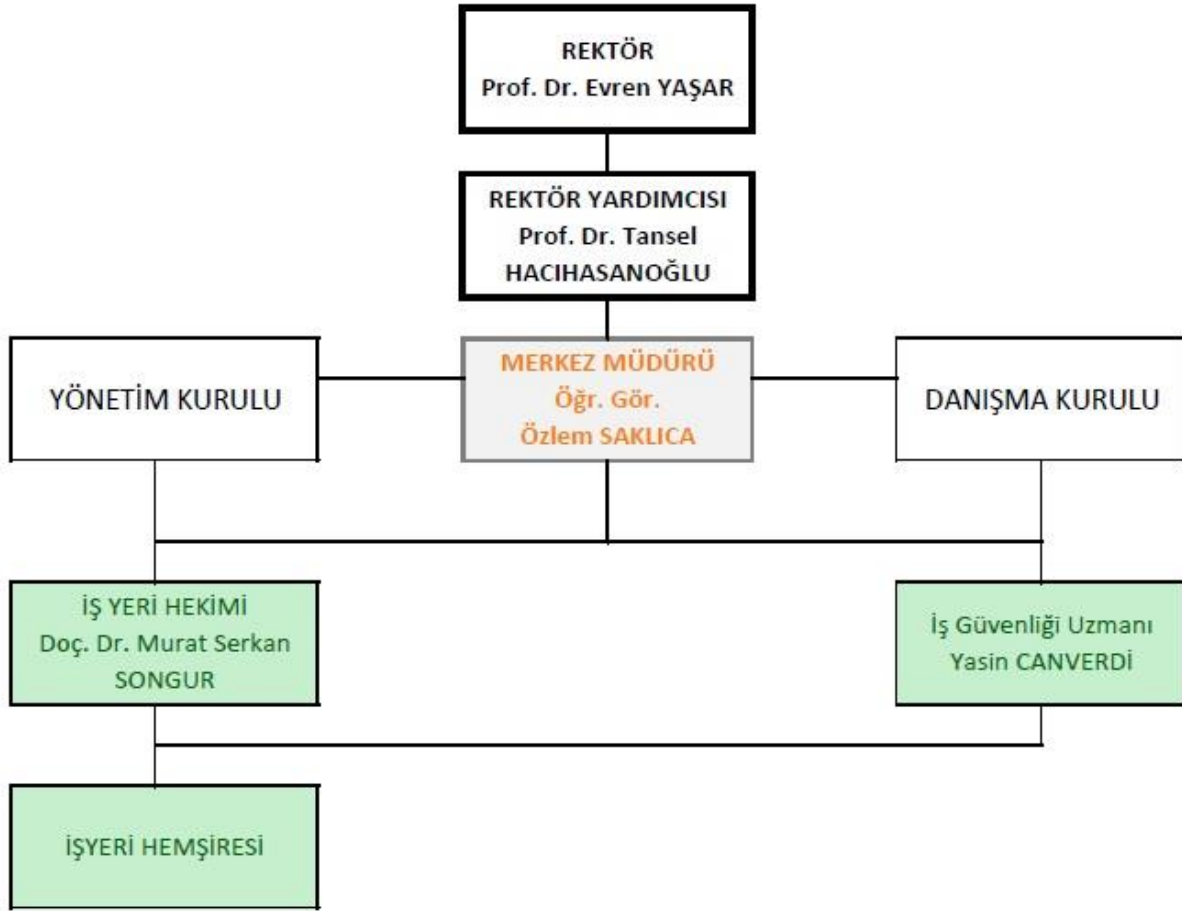 REKTÖR
Prof. Dr. Evren YAŞAR
REKTÖR YARDIMCISI
Prof. Dr. Tansel
HACIHASANOĞLU
YÖNETİM KURULU
MERKEZ MÜDÜRÜ
Öğr. Gör.
Özlem SAKLICA
DANIŞMA KURULU
İŞ YERİ HEKİMİ
Doç. Dr. Murat Serkan
SONGUR
İş Güvenliği Uzmanı
Yasin CANVERDİ
İŞYERİ HEMŞİRESİ